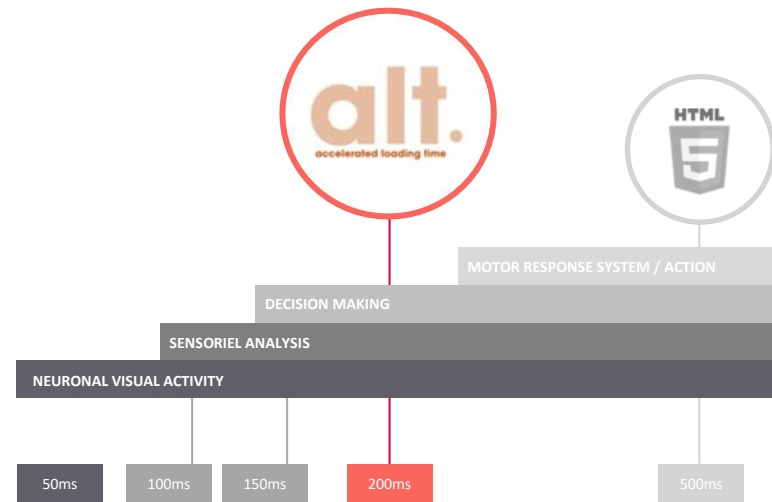 alt.
accelerated loading time
HTML
5
MOTOR RESPONSE SYSTEM / ACTION
DECISION MAKING
SENSORIEL ANALYSIS
NEURONAL VISUAL ACTIVITY
50ms 100ms 150ms 200ms 500ms